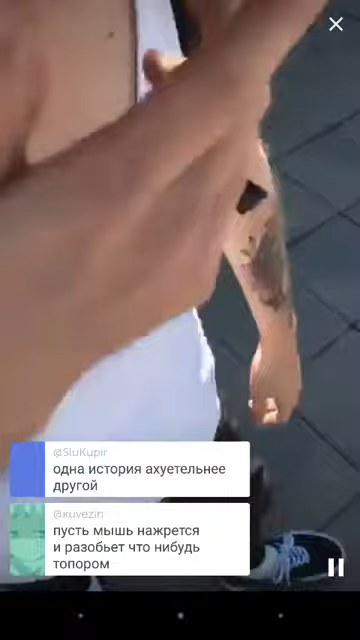 @SluKupir
одна история ахуетельнее
другой
@kuvezin
пусть мышь нажрется
и разобьет что нибудь
топором